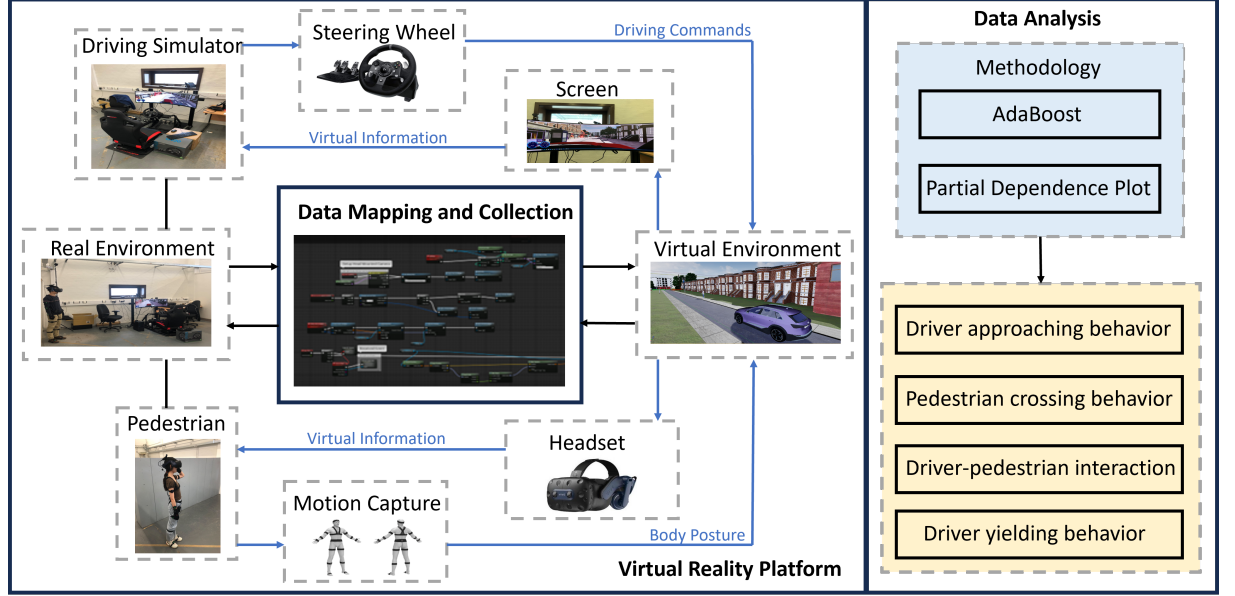 Driving Simulator
Steering Wheel
Driving Commands
Screen
Virtual Information
Data Mapping and Collection
Real Environment
Virtual Environment
Pedestrian
Virtual Information
Headset
Motion Capture
Body Posture
Virtual Reality Platform
Data Analysis
Methodology
AdaBoost
Partial Dependence Plot
Driver approaching behavior
Pedestrian crossing behavior
Driver-pedestrian interaction
Driver yielding behavior